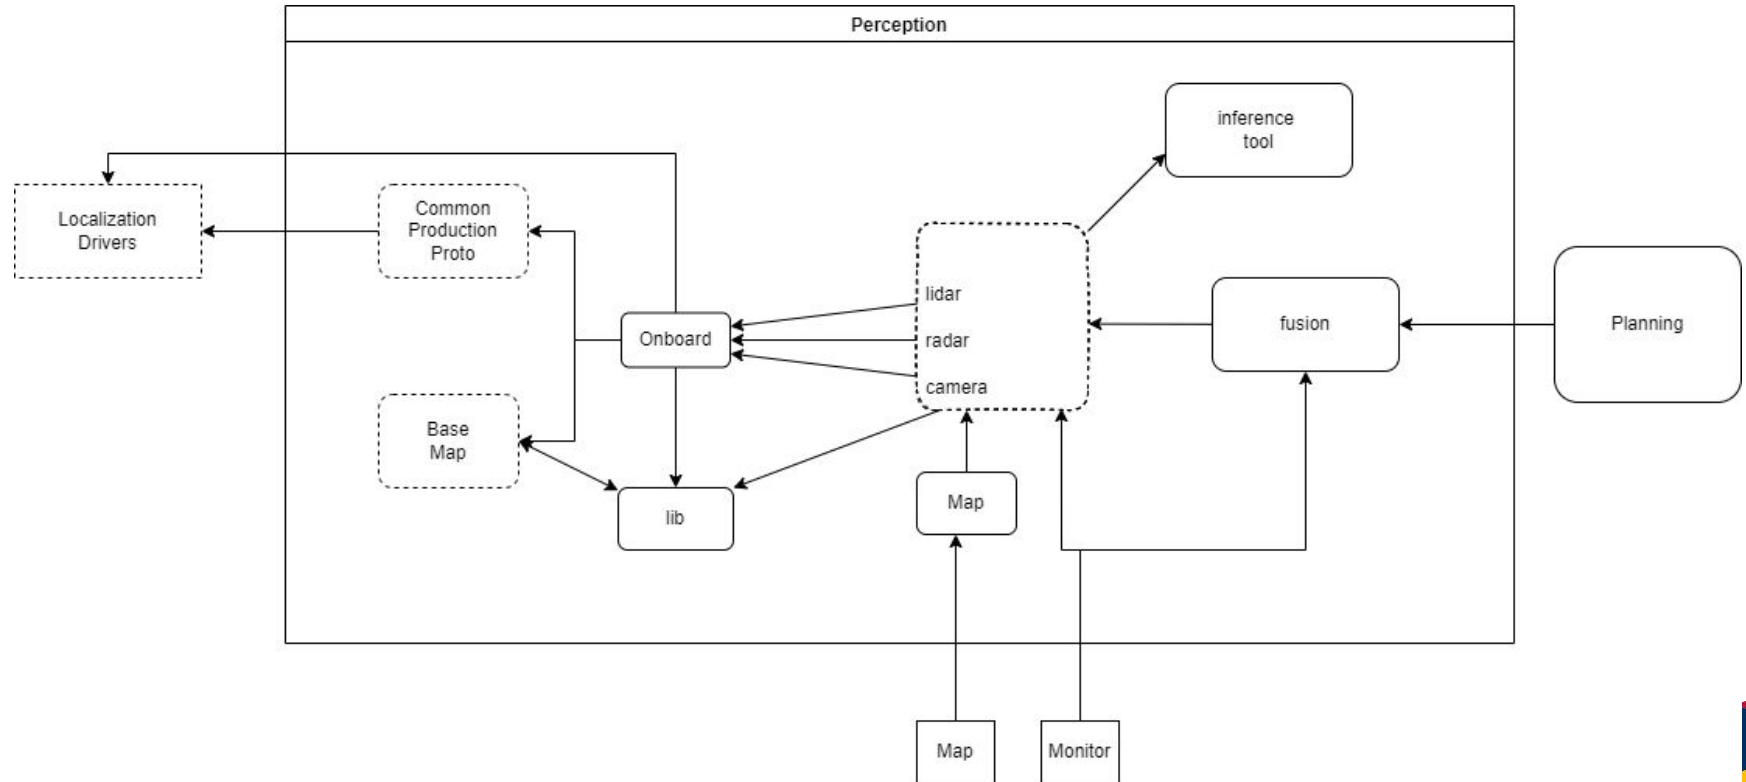 Perception
inference
tool
Localization
Drivers
Common
Production
Proto
lidar
Onboard
radar
camera
fusion
Planning
Base
Map
lib
Map
Map
Monitor